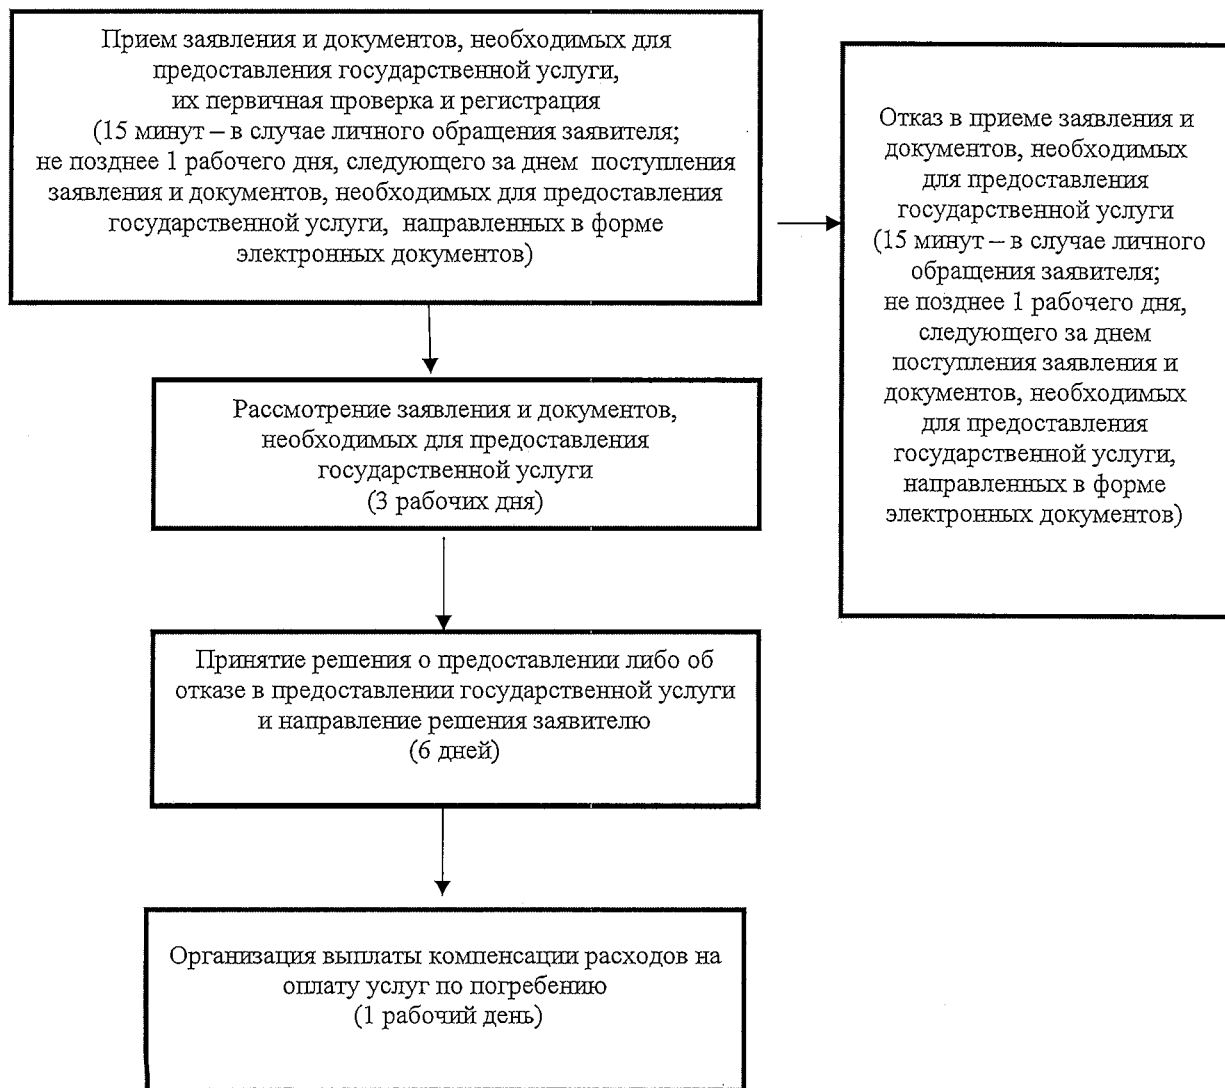 Прием заявления и документов, необходимых для
предоставления государственной услуги,
их первичная проверка и регистрация
(15 минут – в случае личного обращения заявителя;
не позднее 1 рабочего дня, следующего за днем поступления
заявления и документов, необходимых для предоставления
государственной услуги, направленных в форме
электронных документов)
Отказ в приеме заявления и
документов, необходимых
для предоставления
государственной услуги
(15 минут – в случае личного
обращения заявителя;
не позднее 1 рабочего дня,
следующего за днем
поступления заявления и
документов, необходимых
для предоставления
государственной услуги,
направленных в форме
электронных документов)
Рассмотрение заявления и документов,
необходимых для предоставления
государственной услуги
(3 рабочих дня)
Принятие решения о предоставлении либо об
отказе в предоставлении государственной услуги
и направление решения заявителю
(6 дней)
Организация выплаты компенсации расходов на
оплату услуг по погребению
(1 рабочий день)